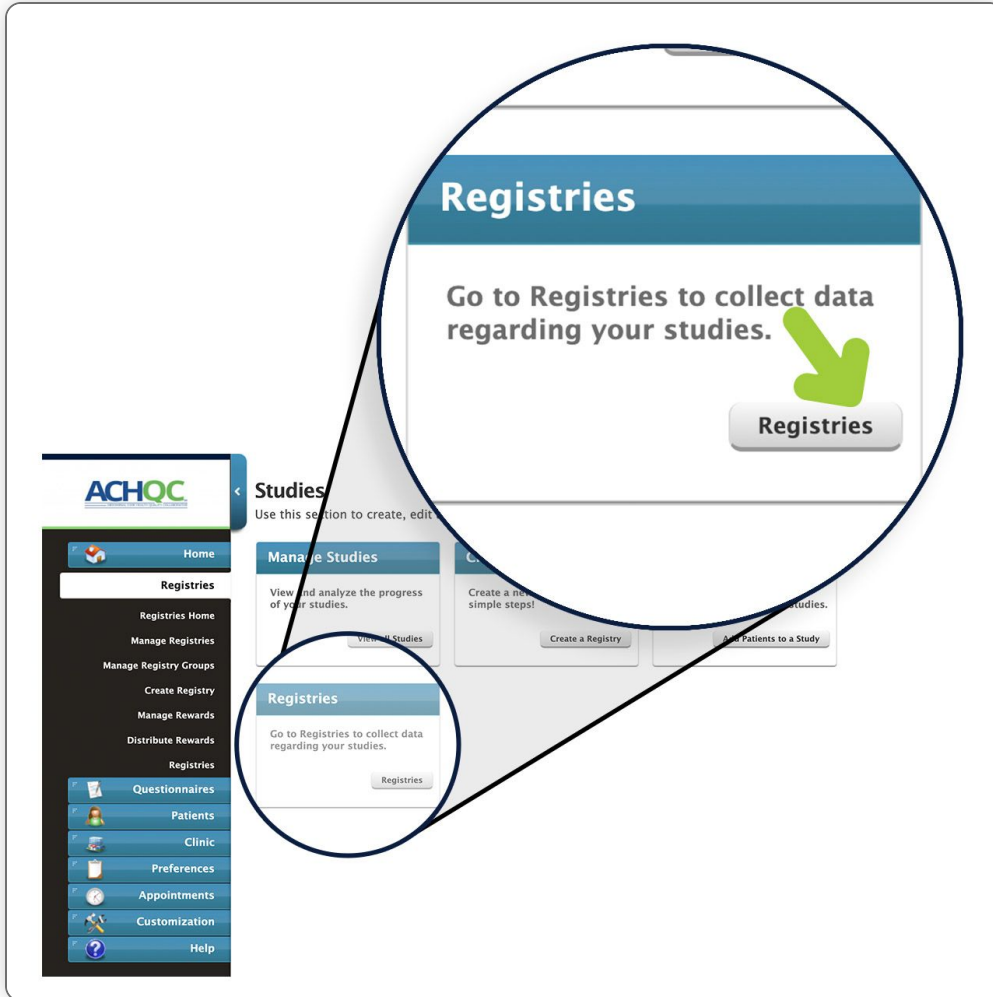 Registries
Go to Registries to collect data
regarding your studies.
Registries
ACHQC
Studies
Use this section to create, edit
Home
Registries
Registries Home
Manage Registries
Manage Registry Groups
Create Registry
Manage Rewards
Distribute Rewards
Registries
Questionnaires
Patients
Clinic
Preferences
Appointments
Customization
Help
Manage Studies
View and analyze the progress
of your studies.
View all Studies
Create a new
simple steps!
Create a Registry
studies.
Add Patients to a Study
Registries
Go to Registries to collect data
regarding your studies.
Registries